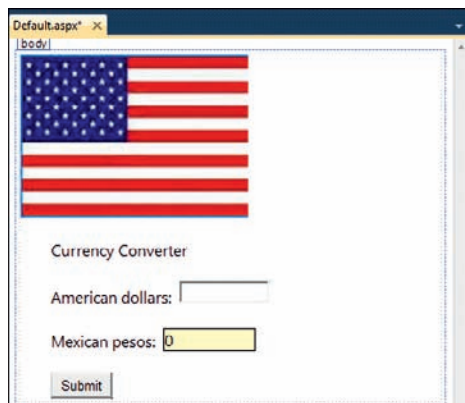 Default.aspx*
body
Currency Converter
American dollars:
Mexican pesos: 0
Submit